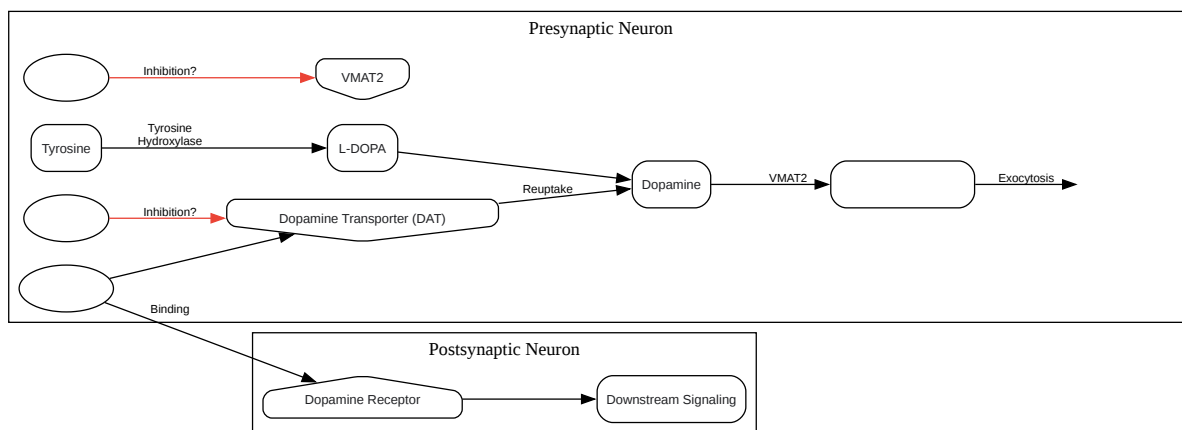 Presynaptic Neuron
Inhibition?
VMAT2
Tyrosine
Tyrosine
Hydroxylase
L-DOPA
Dopamine
VMAT2
Exocytosis
Reuptake
Inhibition?
Dopamine Transporter (DAT)
Binding
Postsynaptic Neuron
Dopamine Receptor
Downstream Signaling